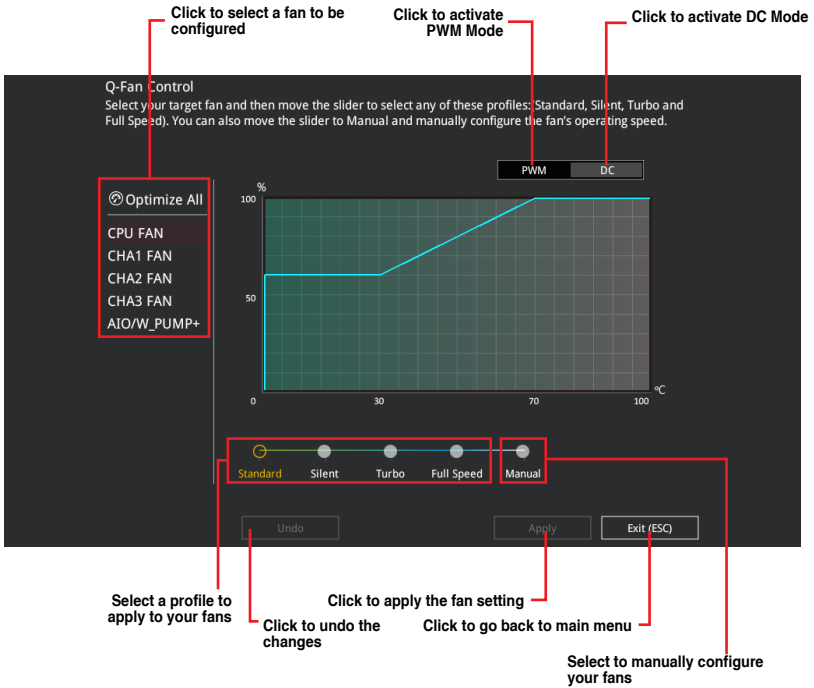 Click to select a fan to be
configured
Click to activate
PWM Mode
Click to activate DC Mode
Q-Fan Control
Select your target fan and then move the slider to select any of these profiles: Standard, Silent, Turbo and
Full Speed). You can also move the slider to Manual and manually configure the fan's operating speed.
PWM
DC
Optimize All
CPU FAN
CHA1 FAN
CHA2 FAN
CHA3 FAN
AIO/W_PUMP+
%
100
50
0
30
70
100
°C
Standard
Silent
Turbo
Full Speed
Manual
Undo
Apply
Exit (ESC)
Select a profile to
apply to your fans
Click to undo the
changes
Click to apply the fan setting
Click to go back to main menu
Select to manually configure
your fans